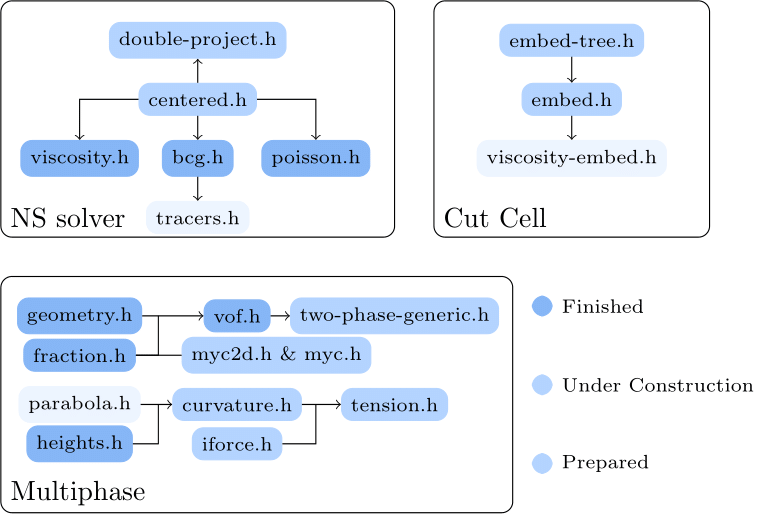 double-project.h
centered.h
viscosity.h bcg.h poisson.h
tracers.h
NS solver
embed-tree.h
embed.h
viscosity-embed.h
Cut Cell
geometry.h vof.h two-phase-generic.h
fraction.h myc2d.h & myc.h
parabola.h curvature.h tension.h
heights.h iforce.h
Multiphase
Finished
Under Construction
Prepared